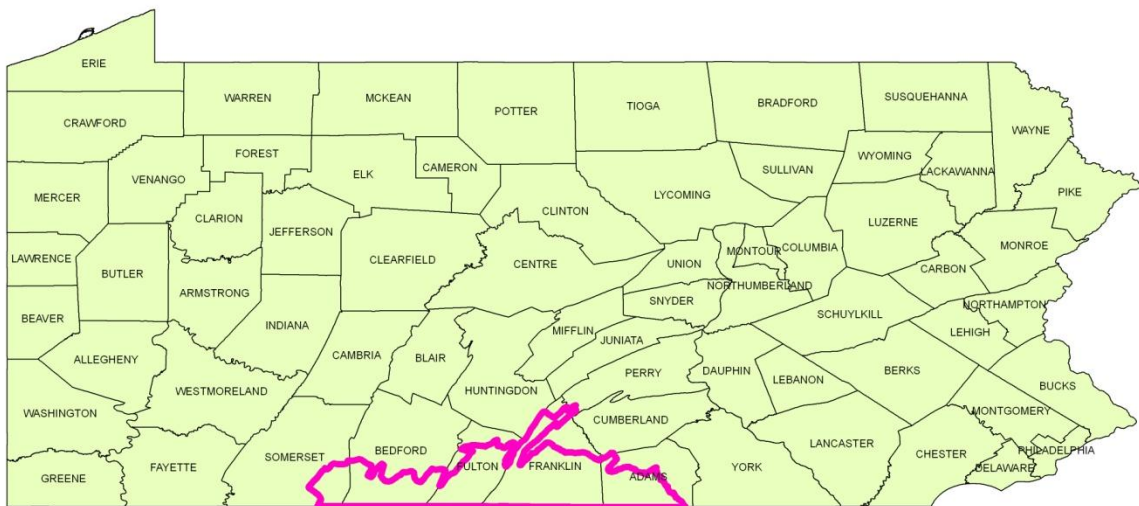 ERIE
WARREN
MCKEAN
POTTER
TIOGA
BRADFORD
SUSQUEHANNA
CRAWFORD
WAYNE
FOREST
CAMERON
SULLIVAN
WYOMING
LACKAWANNA
MERCER
VENANGO
ELK
LYCOMING
PIKE
CLARION
JEFFERSON
CLINTON
LUZERNE
LAWRENCE
BUTLER
CLEARFIELD
CENTRE
UNION
MONTOUR
COLUMBIA
MONROE
CARBON
ARMSTRONG
SNYDER
NORTHUMBERLAND
NORTHAMPTON
BEAVER
INDIANA
MIFFLIN
SCHUYLKILL
LEHIGH
ALLEGHENY
CAMBRIA
BLAIR
JUNIATA
WESTMORELAND
HUNTINGDON
PERRY
DAUPHIN
LEBANON
BERKS
BUCKS
WASHINGTON
CUMBERLAND
MONTGOMERY
SOMERSET
BEDFORD
LANCASTER
PHILADELPHIA
GREENE
FAYETTE
FULTON
FRANKLIN
ADAMS
YORK
CHESTER
DELAWARE